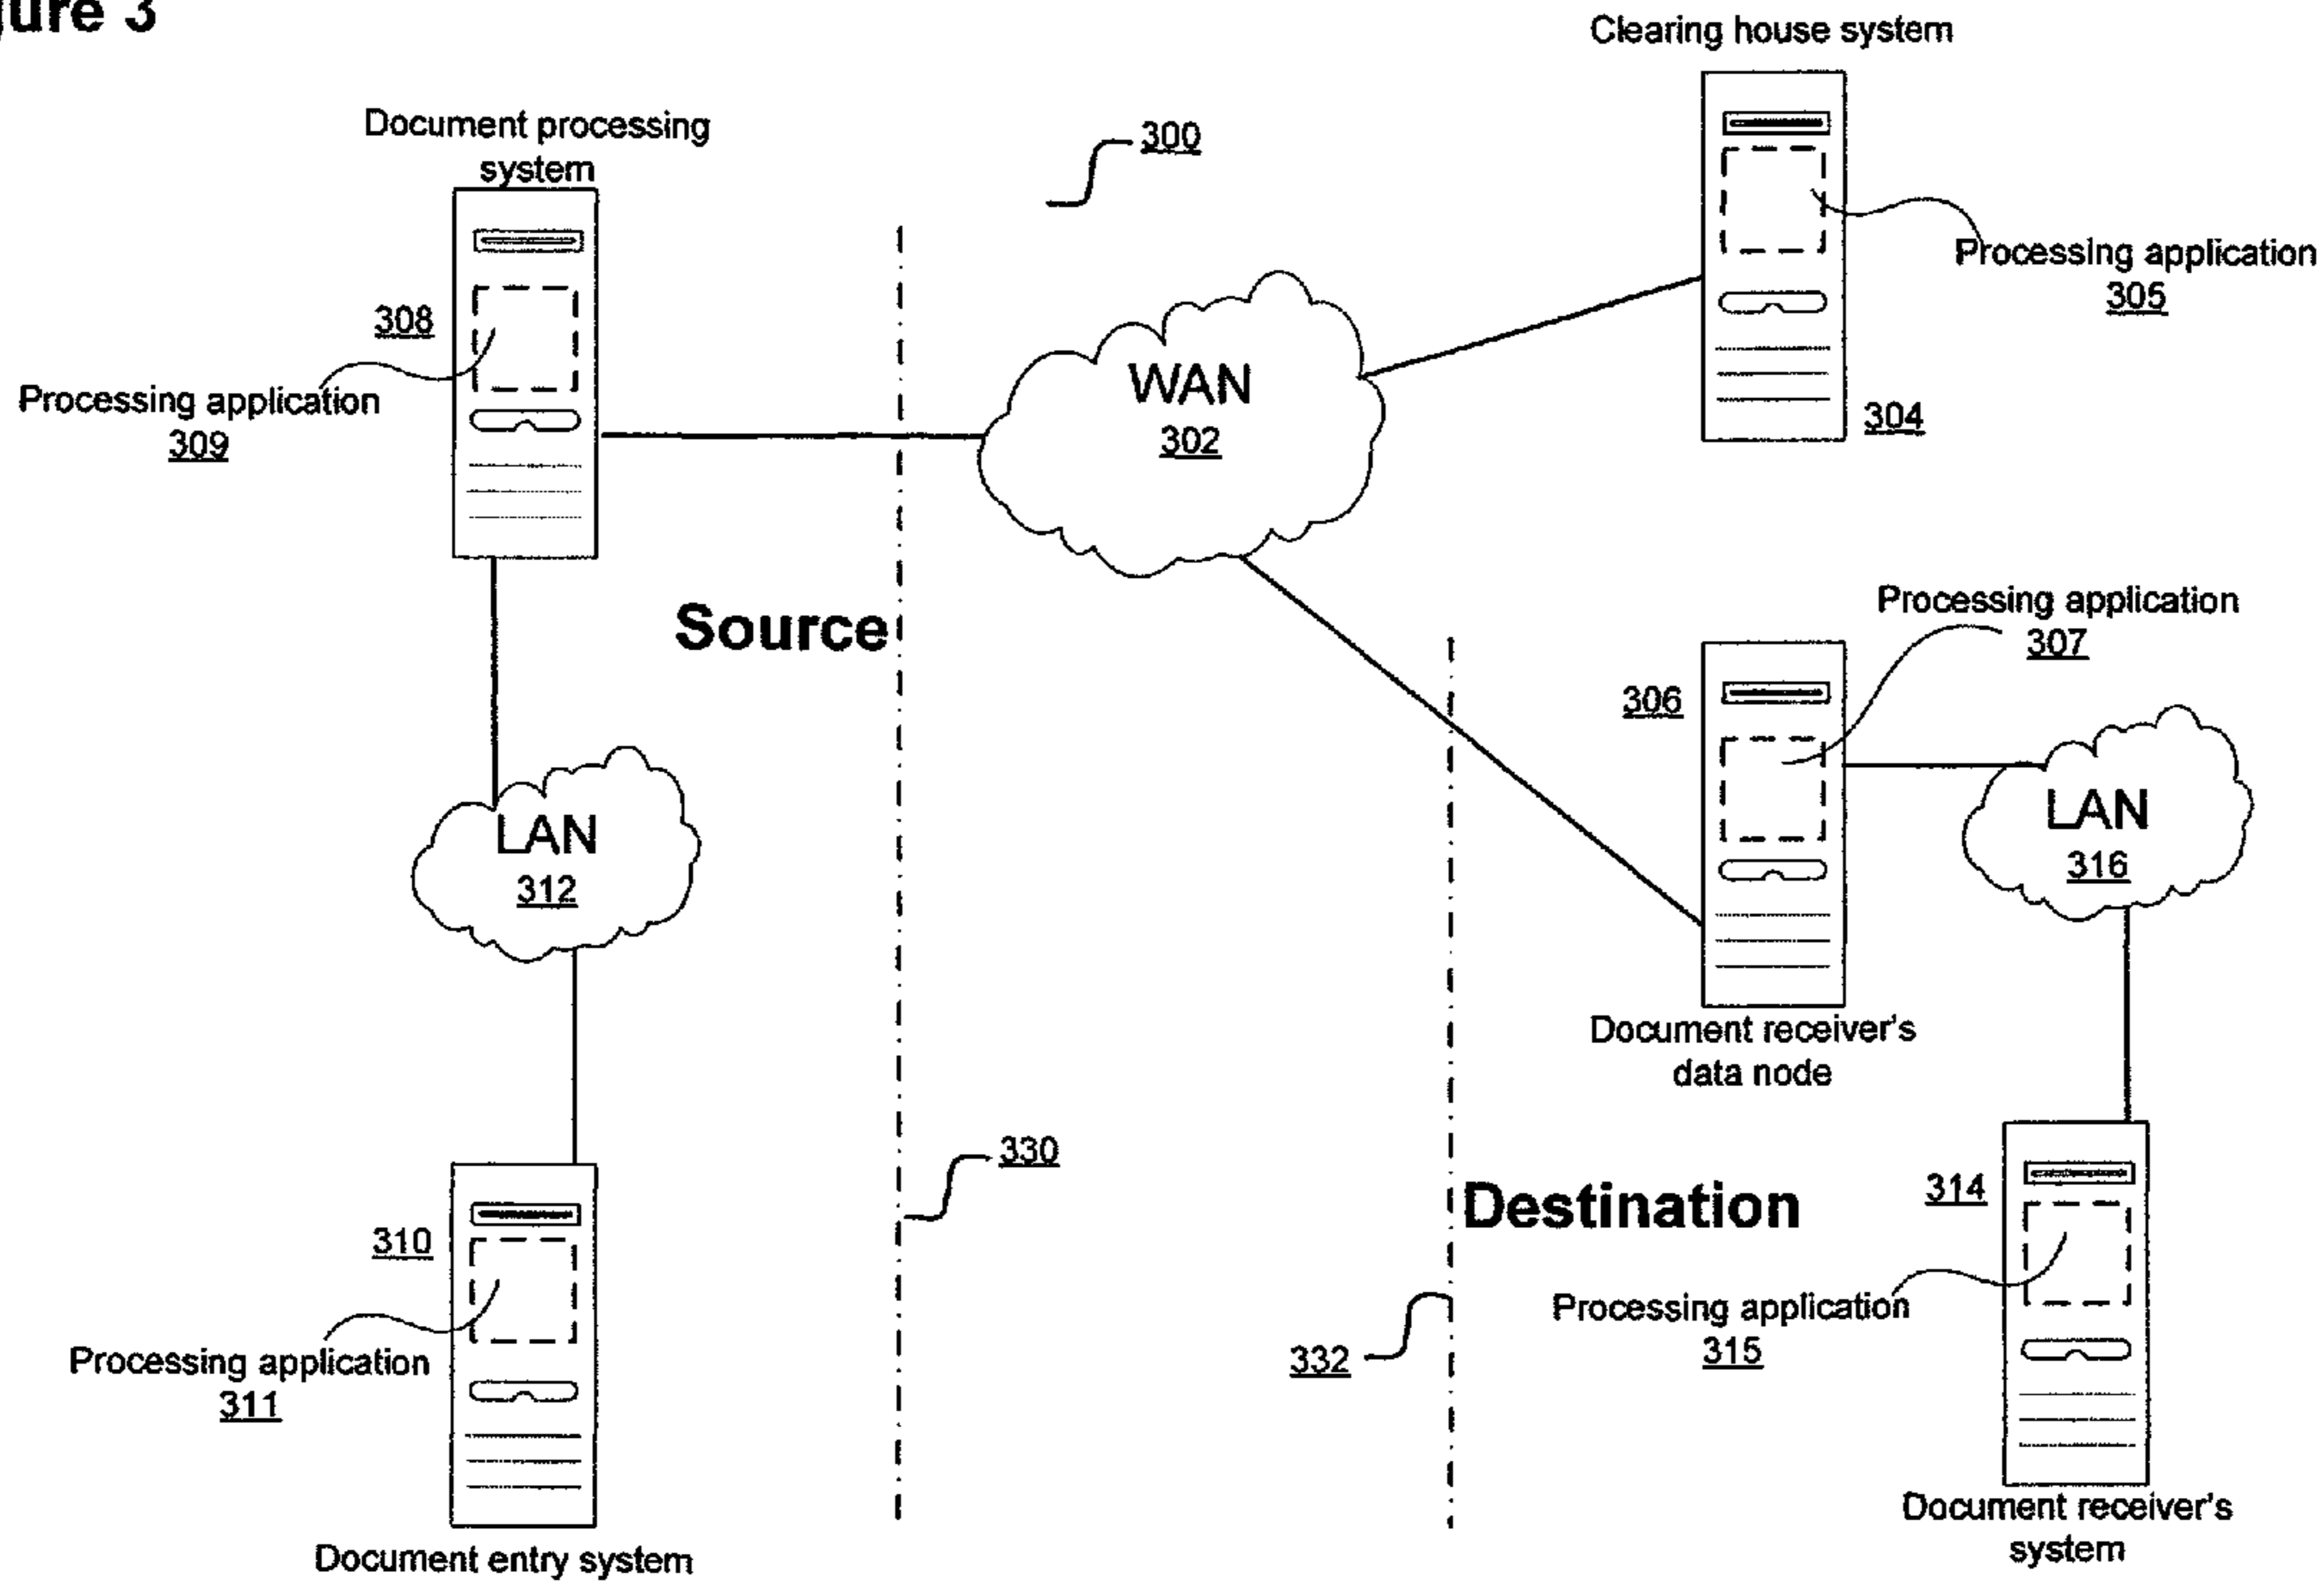 gure 3
Clearing house system
Document processing
system
300
Processing application
305
308
Processing application
309
WAN
302
304
Source
Processing application
307
306
LAN
312
LAN
316
Document receiver's
data node
330
Destination
314
310
Processing application
315
332
Processing application
311
Document receiver's
system
Document entry system